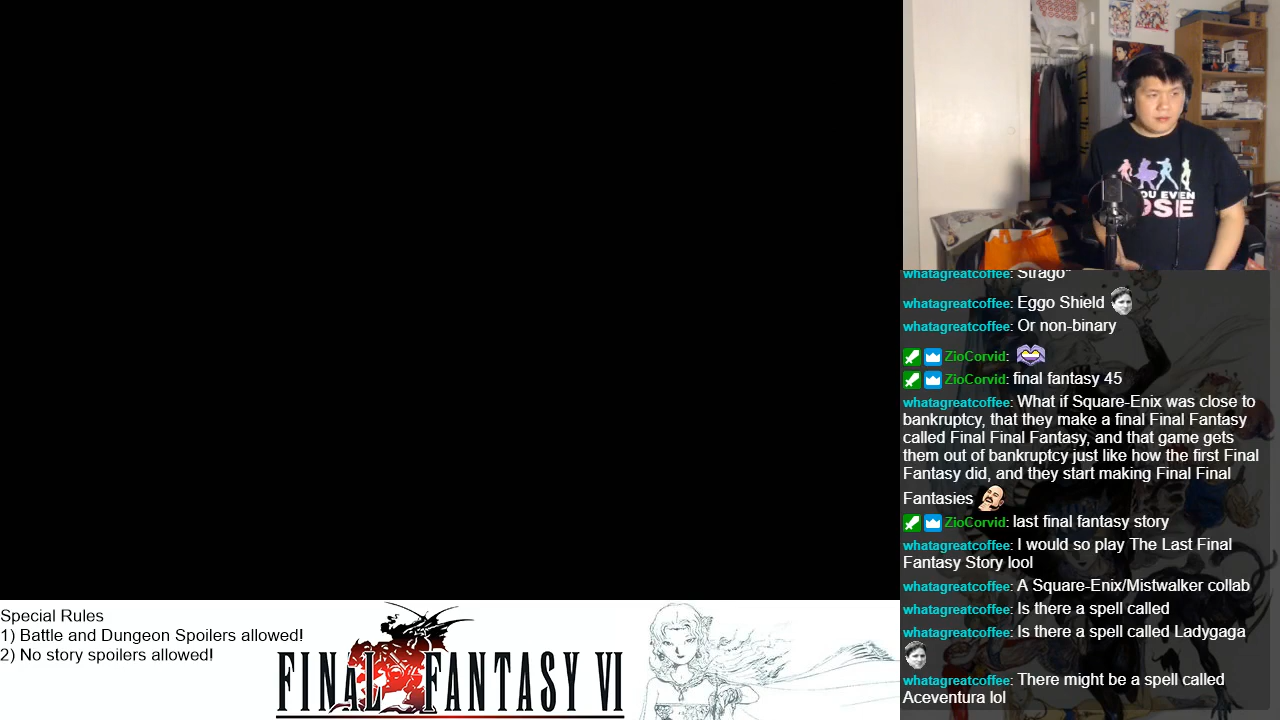 Special Rules
1) Battle and Dungeon Spoilers allowed!
2) No story spoilers allowed!
FINAL FANTASY VI
YOU EVEN
whatagreatcoffee: Strago*
whatagreatcoffee: Eggo Shield
whatagreatcoffee: Or non-binary
ZioCorvid:
ZioCorvid: final fantasy 45
whatagreatcoffee: What if Square-Enix was close to
bankruptcy, that they make a final Final Fantasy
called Final Final Fantasy, and that game gets
them out of bankruptcy just like how the first Final
Fantasy did, and they start making Final Final
Fantasies
ZioCorvid: last final fantasy story
whatagreatcoffee: I would so play The Last Final
Fantasy Story lool
whatagreatcoffee: A Square-Enix/Mistwalker collab
whatagreatcoffee: Is there a spell called
whatagreatcoffee: Is there a spell called Ladygaga
whatagreatcoffee: There might be a spell called
Aceventura lol